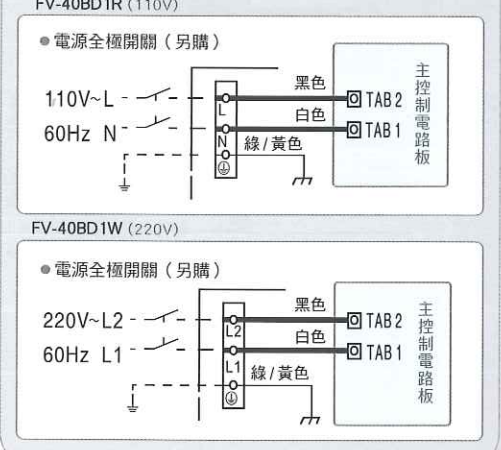 FV-40BD1R (110V)
電源全極開關（另購）
110V~L
60Hz N
L
N
黑色
白色
綠/黃色
TAB 2
TAB 1
主控制電路板
FV-40BD1W (220V)
電源全極開關（另購）
220V~L2
60Hz L1
L2
L1
黑色
白色
綠/黃色
TAB 2
TAB 1
主控制電路板